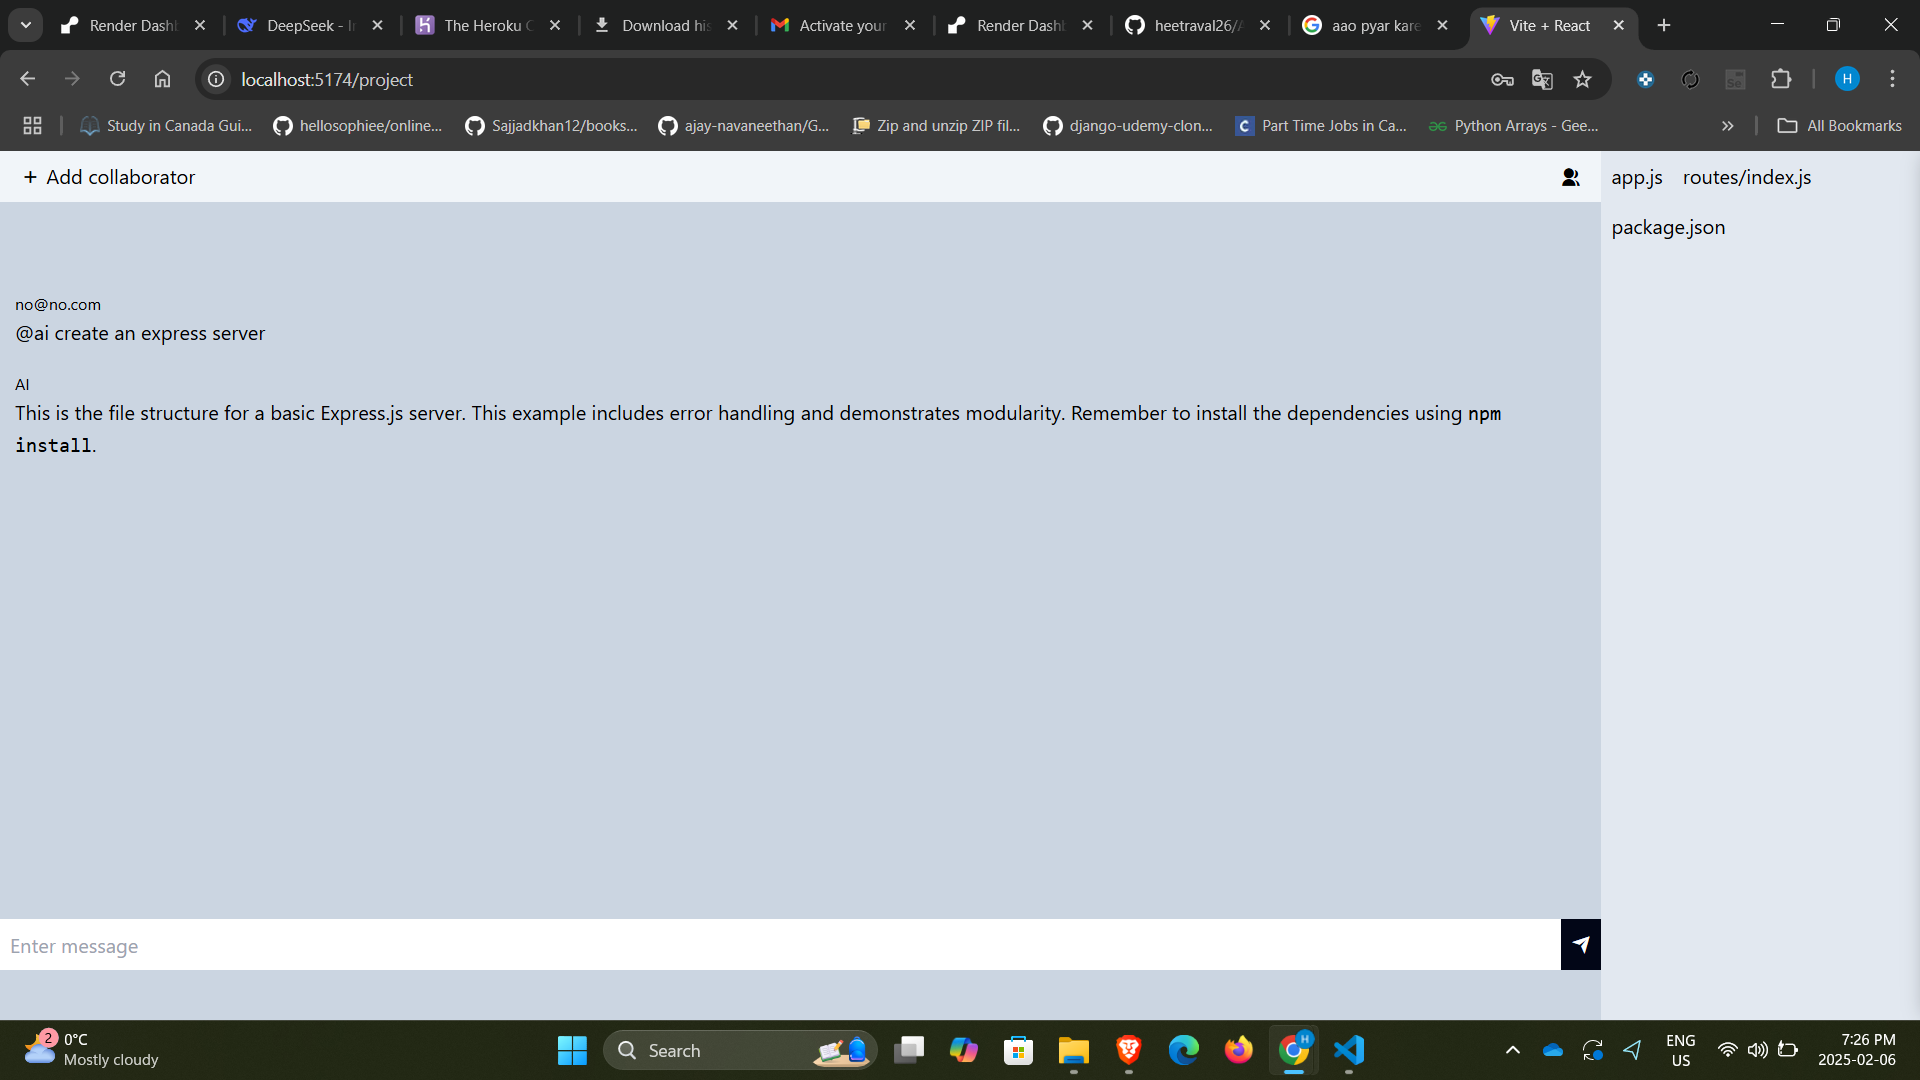 Render Dashb
DeepSeek - In
The Heroku C
Download his
Activate your
Render Dashb
heetraval26/A
aao pyar kare
Vite + React
localhost:5174/project
H
Study in Canada Gui...
hellosophiee/online...
Sajjadkhan12/books...
ajay-navaneethan/G...
Zip and unzip ZIP fil...
django-udemy-clon...
Part Time Jobs in Ca...
Python Arrays - Gee...
All Bookmarks
+ Add collaborator
app.js routes/index.js
package.json
no@no.com
@ai create an express server
AI
This is the file structure for a basic Express.js server. This example includes error handling and demonstrates modularity. Remember to install the dependencies using npm
install.
Enter message
2
0°C
Mostly cloudy
Search
H
ENG
US
7:26 PM
2025-02-06